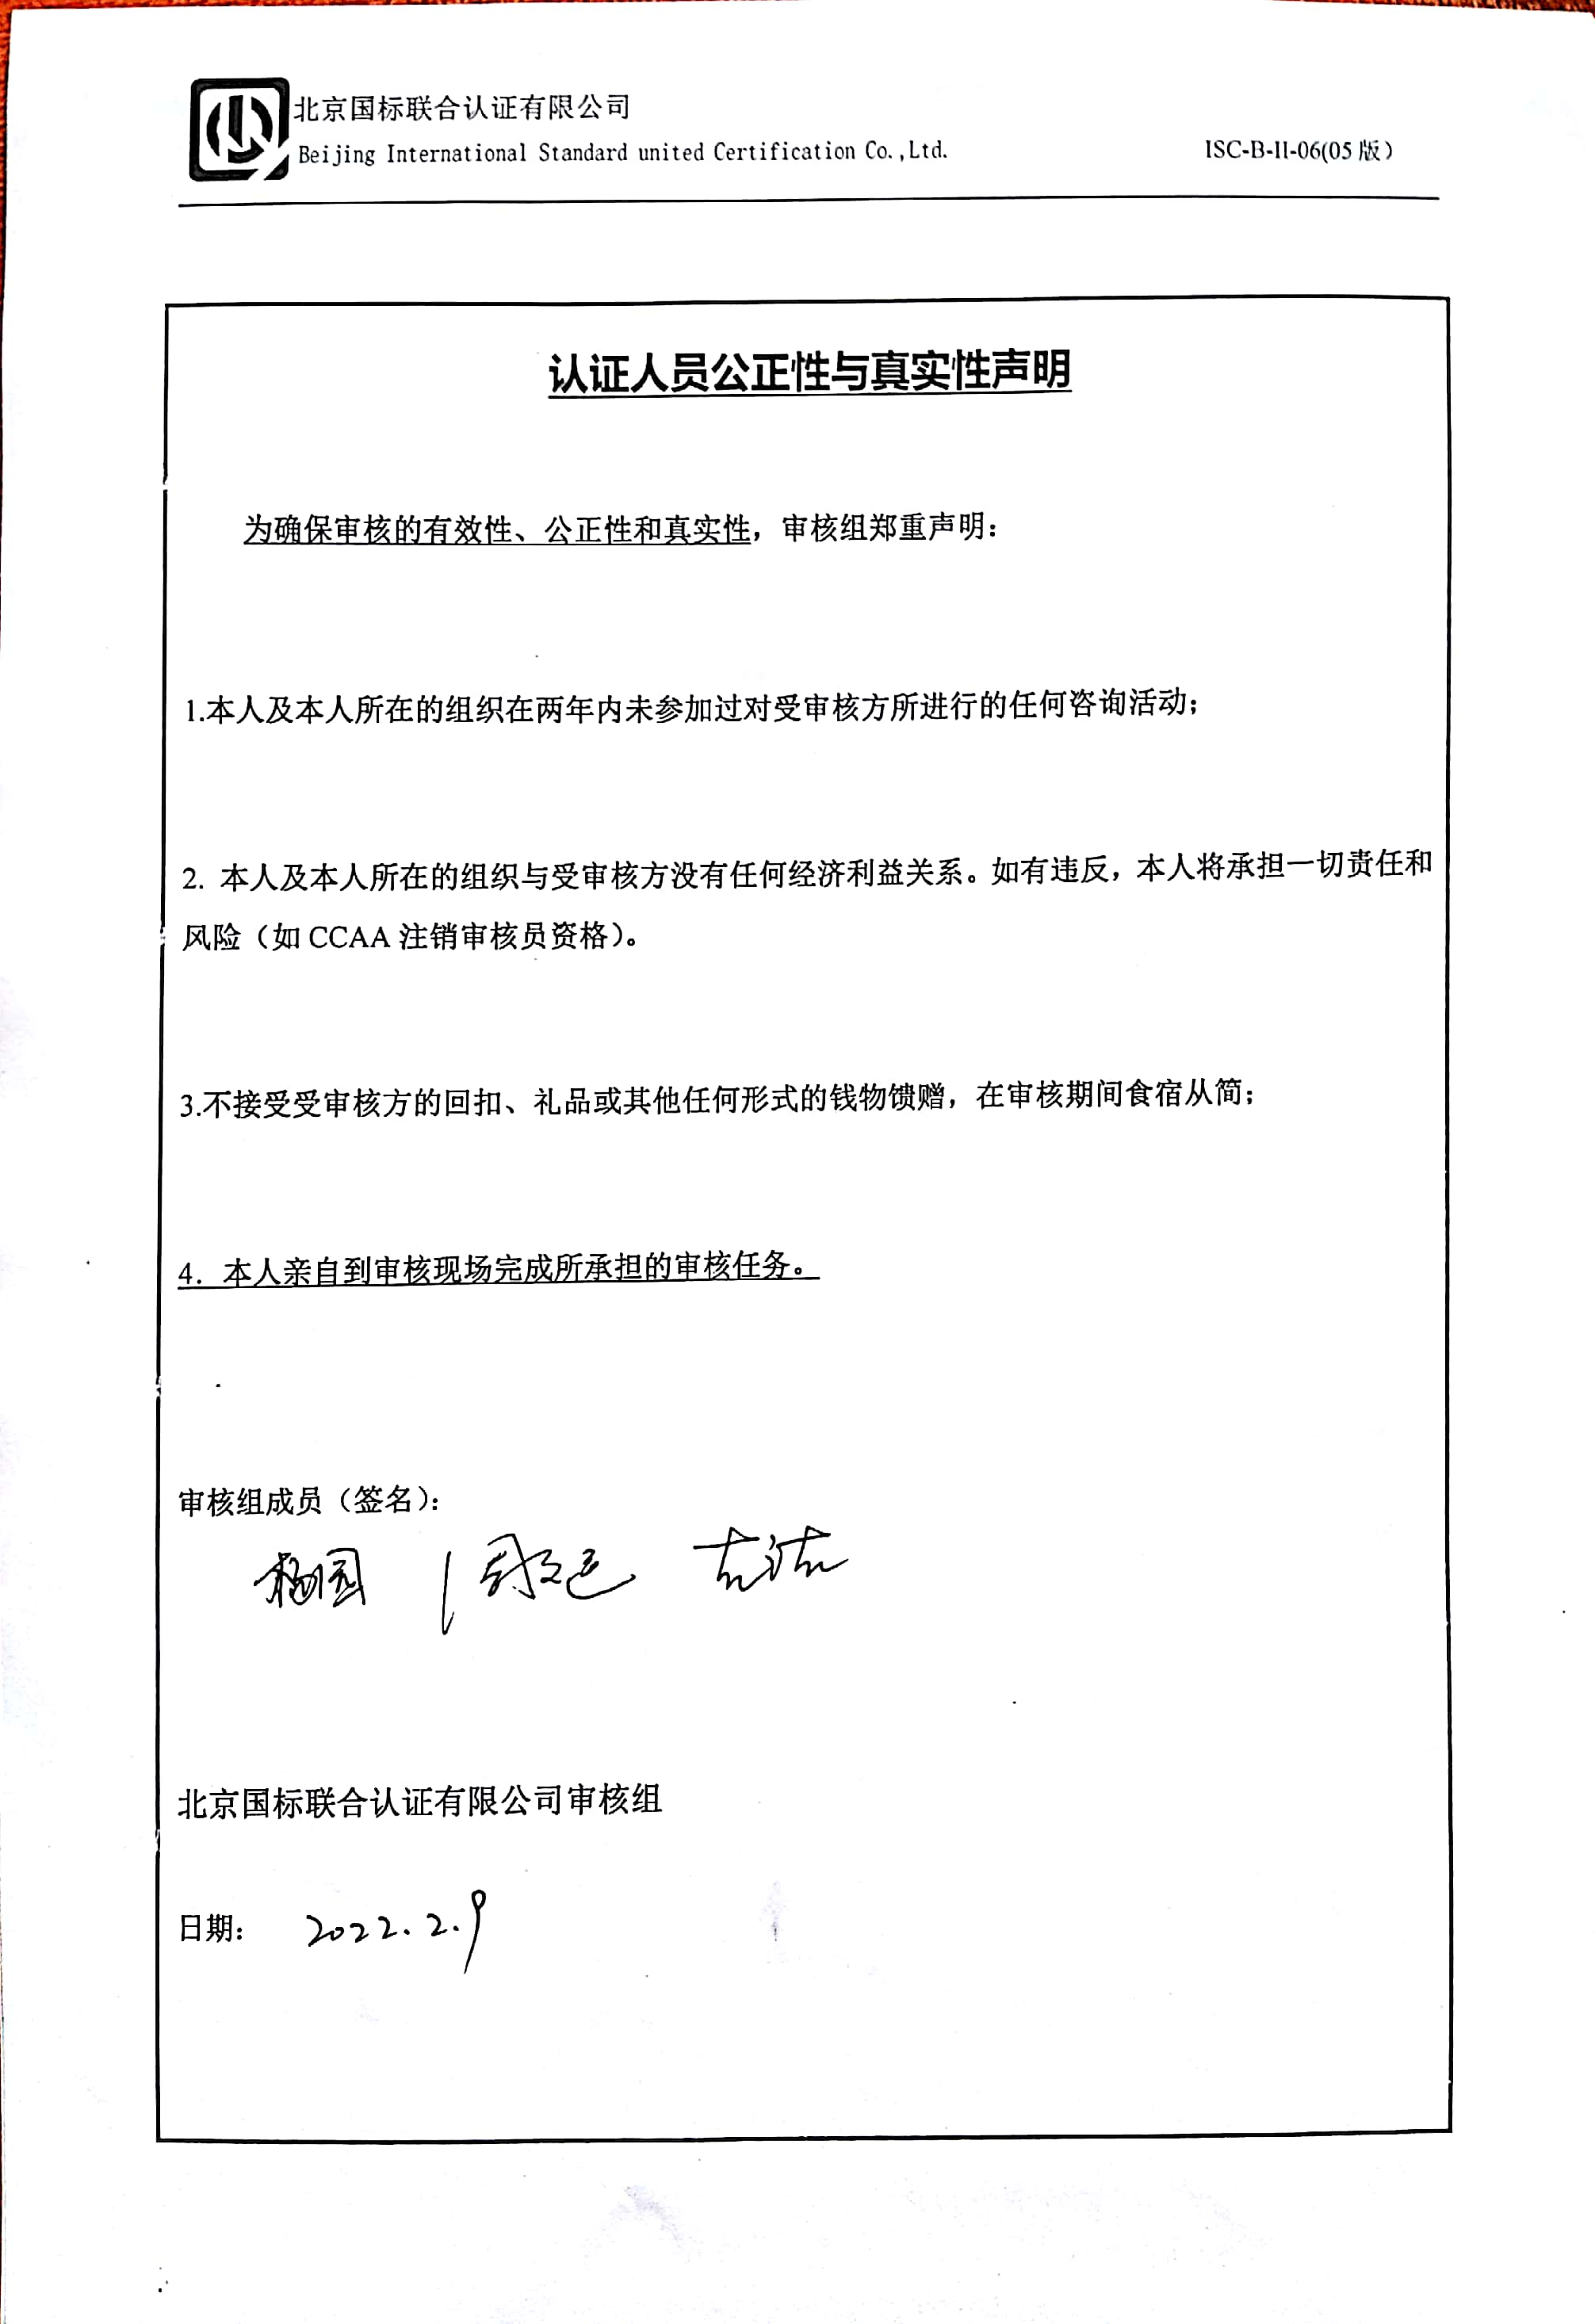 北京国标联合认证有限公司
Beijing International Standard united Certification Co.,Ltd.
ISC-B-II-06(05版)
认证人员公正性与真实性声明
为确保审核的有效性、公正性和真实性，审核组郑重声明：
1.本人及本人所在的组织在两年内未参加过对受审核方所进行的任何咨询活动；
2. 本人及本人所在的组织与受审核方没有任何经济利益关系。如有违反，本人将承担一切责任和
风险（如 CCAA 注销审核员资格）。
3.不接受受审核方的回扣、礼品或其他任何形式的钱物馈赠，在审核期间食宿从简；
4. 本人亲自到审核现场完成所承担的审核任务。
审核组成员（签名）：
北京国标联合认证有限公司审核组
日期： 2022.2.9